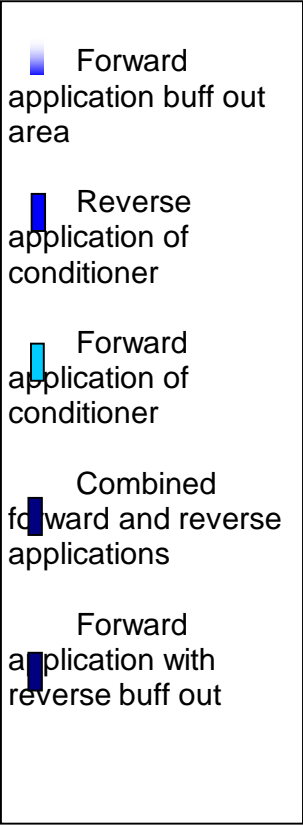 Forward
application buff out
area
Reverse
application of
conditioner
Forward
application of
conditioner
Combined
forward and reverse
applications
Forward
application with
reverse buff out